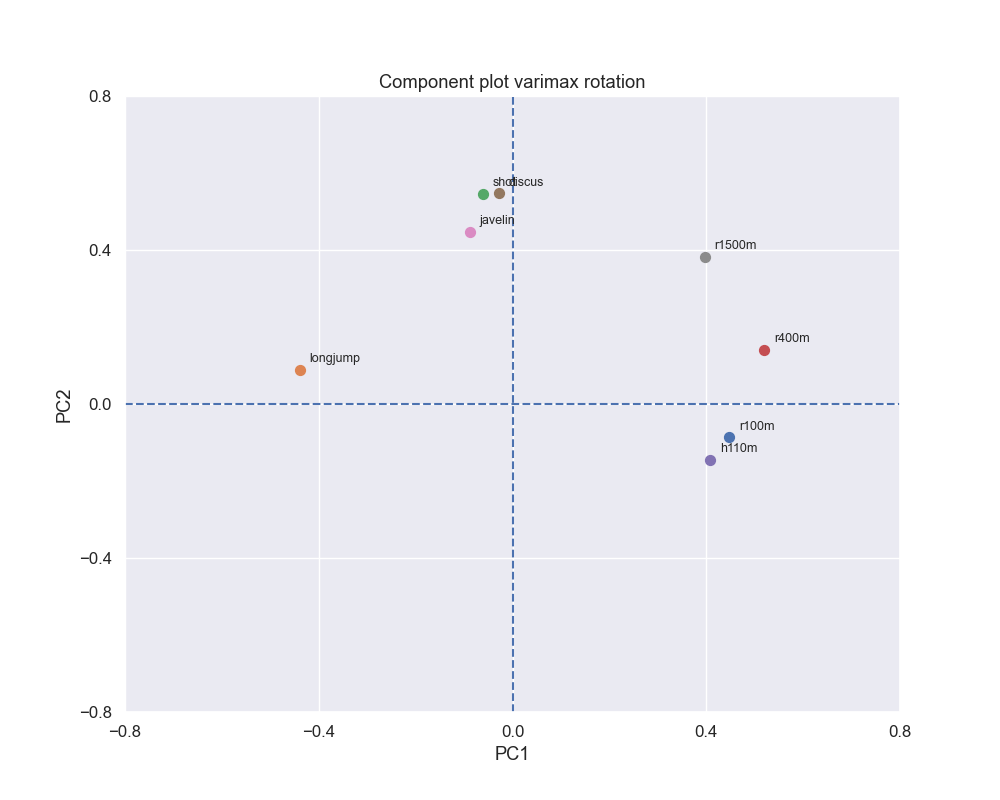 Component plot varimax rotation
0.8
shot discus
javelin
0.4
r1500m
r400m
longjump
PC2
0.0
r100m
h110m
−0.4
−0.8
−0.8 −0.4 0.0 0.4 0.8
PC1